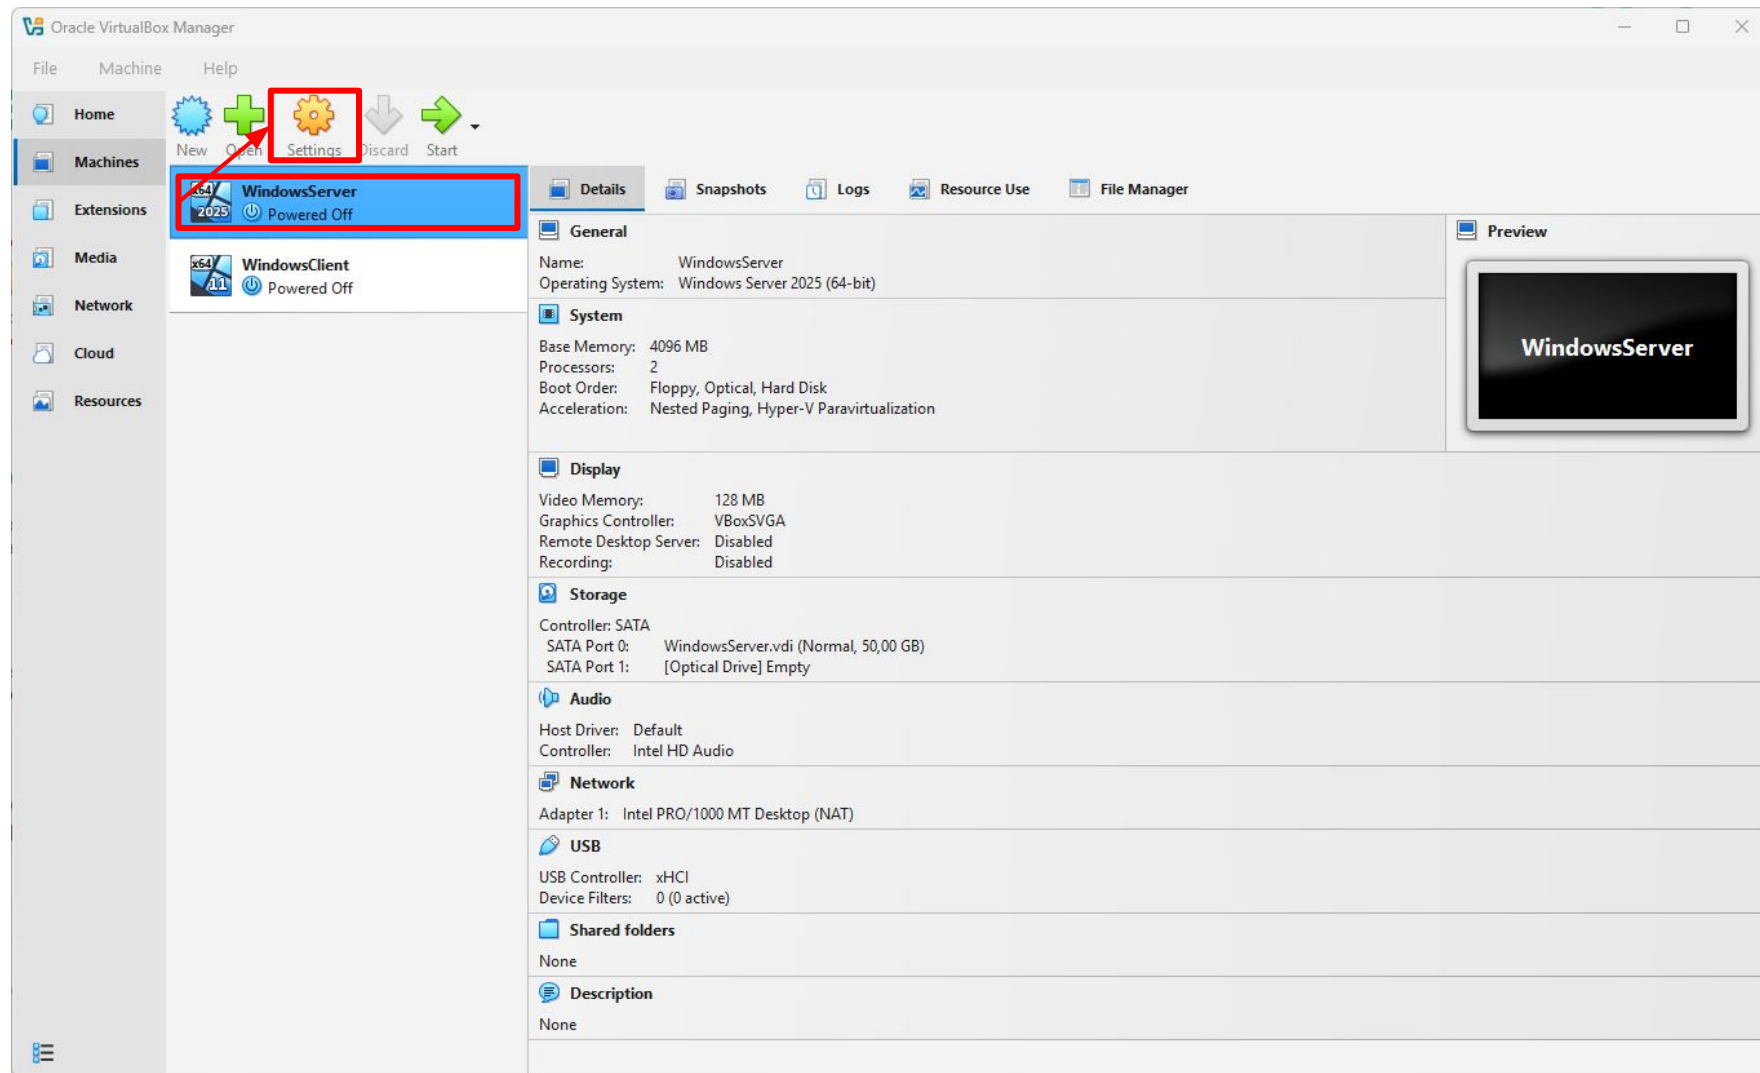 Oracle VirtualBox Manager
File Machine Help
Home
Machines
Extensions
Media
Network
Cloud
Resources
New Open Settings Discard Start
x64 2025 WindowsServer
Powered Off
x64 11 WindowsClient
Powered Off
Details Snapshots Logs Resource Use File Manager
General
Name: WindowsServer
Operating System: Windows Server 2025 (64-bit)
System
Base Memory: 4096 MB
Processors: 2
Boot Order: Floppy, Optical, Hard Disk
Acceleration: Nested Paging, Hyper-V Paravirtualization
Preview
WindowsServer
Display
Video Memory: 128 MB
Graphics Controller: VBoxSVGA
Remote Desktop Server: Disabled
Recording: Disabled
Storage
Controller: SATA
SATA Port 0: WindowsServer.vdi (Normal, 50,00 GB)
SATA Port 1: [Optical Drive] Empty
Audio
Host Driver: Default
Controller: Intel HD Audio
Network
Adapter 1: Intel PRO/1000 MT Desktop (NAT)
USB
USB Controller: xHCI
Device Filters: 0 (0 active)
Shared folders
None
Description
None